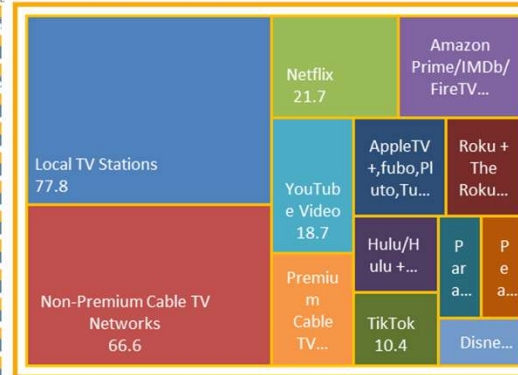 Local TV Stations
77.8
Non-Premium Cable TV
Networks
66.6
Netflix
21.7
Amazon
Prime/IMDb/
FireTV...
YouTub
e Video
18.7
AppleTV
+,fubo,Pl
uto,Tu...
Roku +
The
Roku...
Premiu
m
Cable
TV...
Hulu/H
ulu +...
P
ar
a...
P
e
a...
TikTok
10.4
Disne...